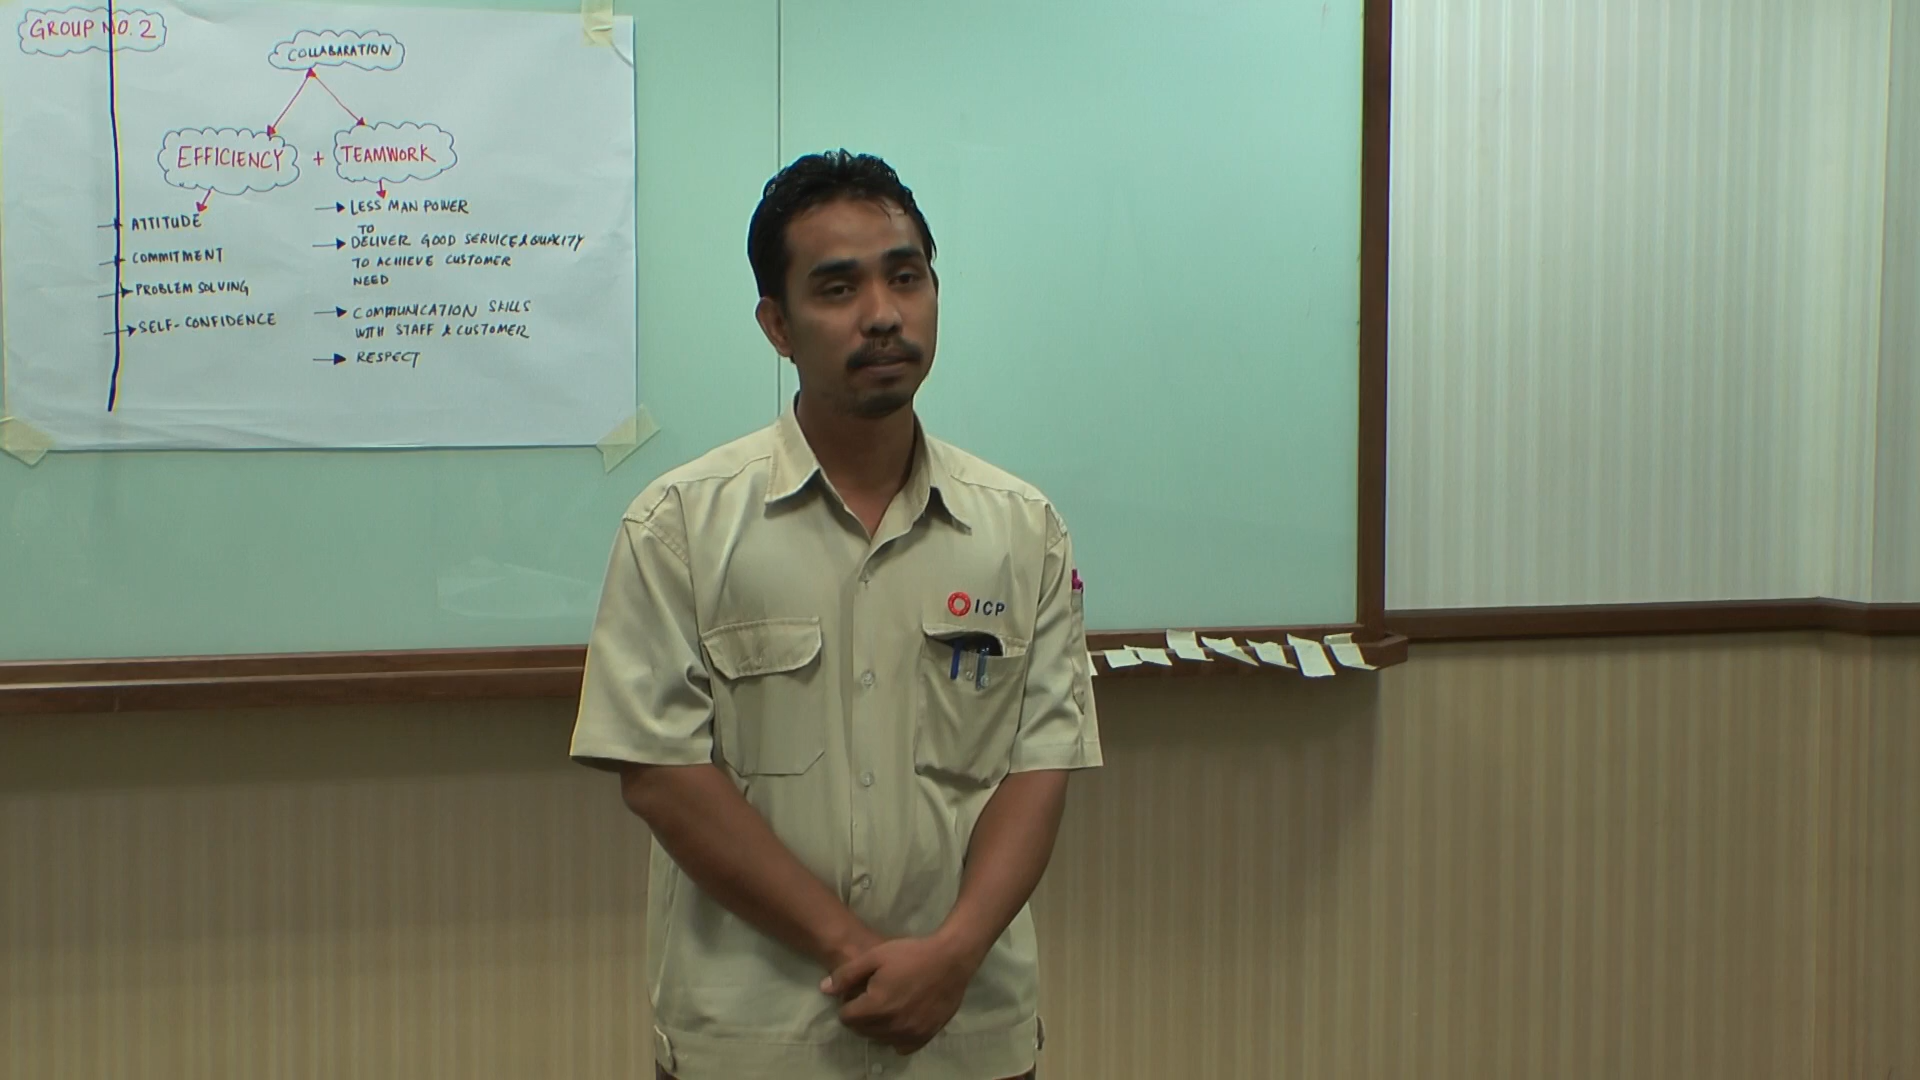 GROUP NO. 2
COLLABARATION
EFFICIENCY + TEAMWORK
ATTITUDE
COMMITMENT
PROBLEM SOLVING
SELF-CONFIDENCE
LESS MAN POWER
TO
DELIVER GOOD SERVICE & QUALITY
TO ACHIEVE CUSTOMER
NEED
COMMUNICATION SKILLS
WITH STAFF & CUSTOMER
RESPECT
ICP